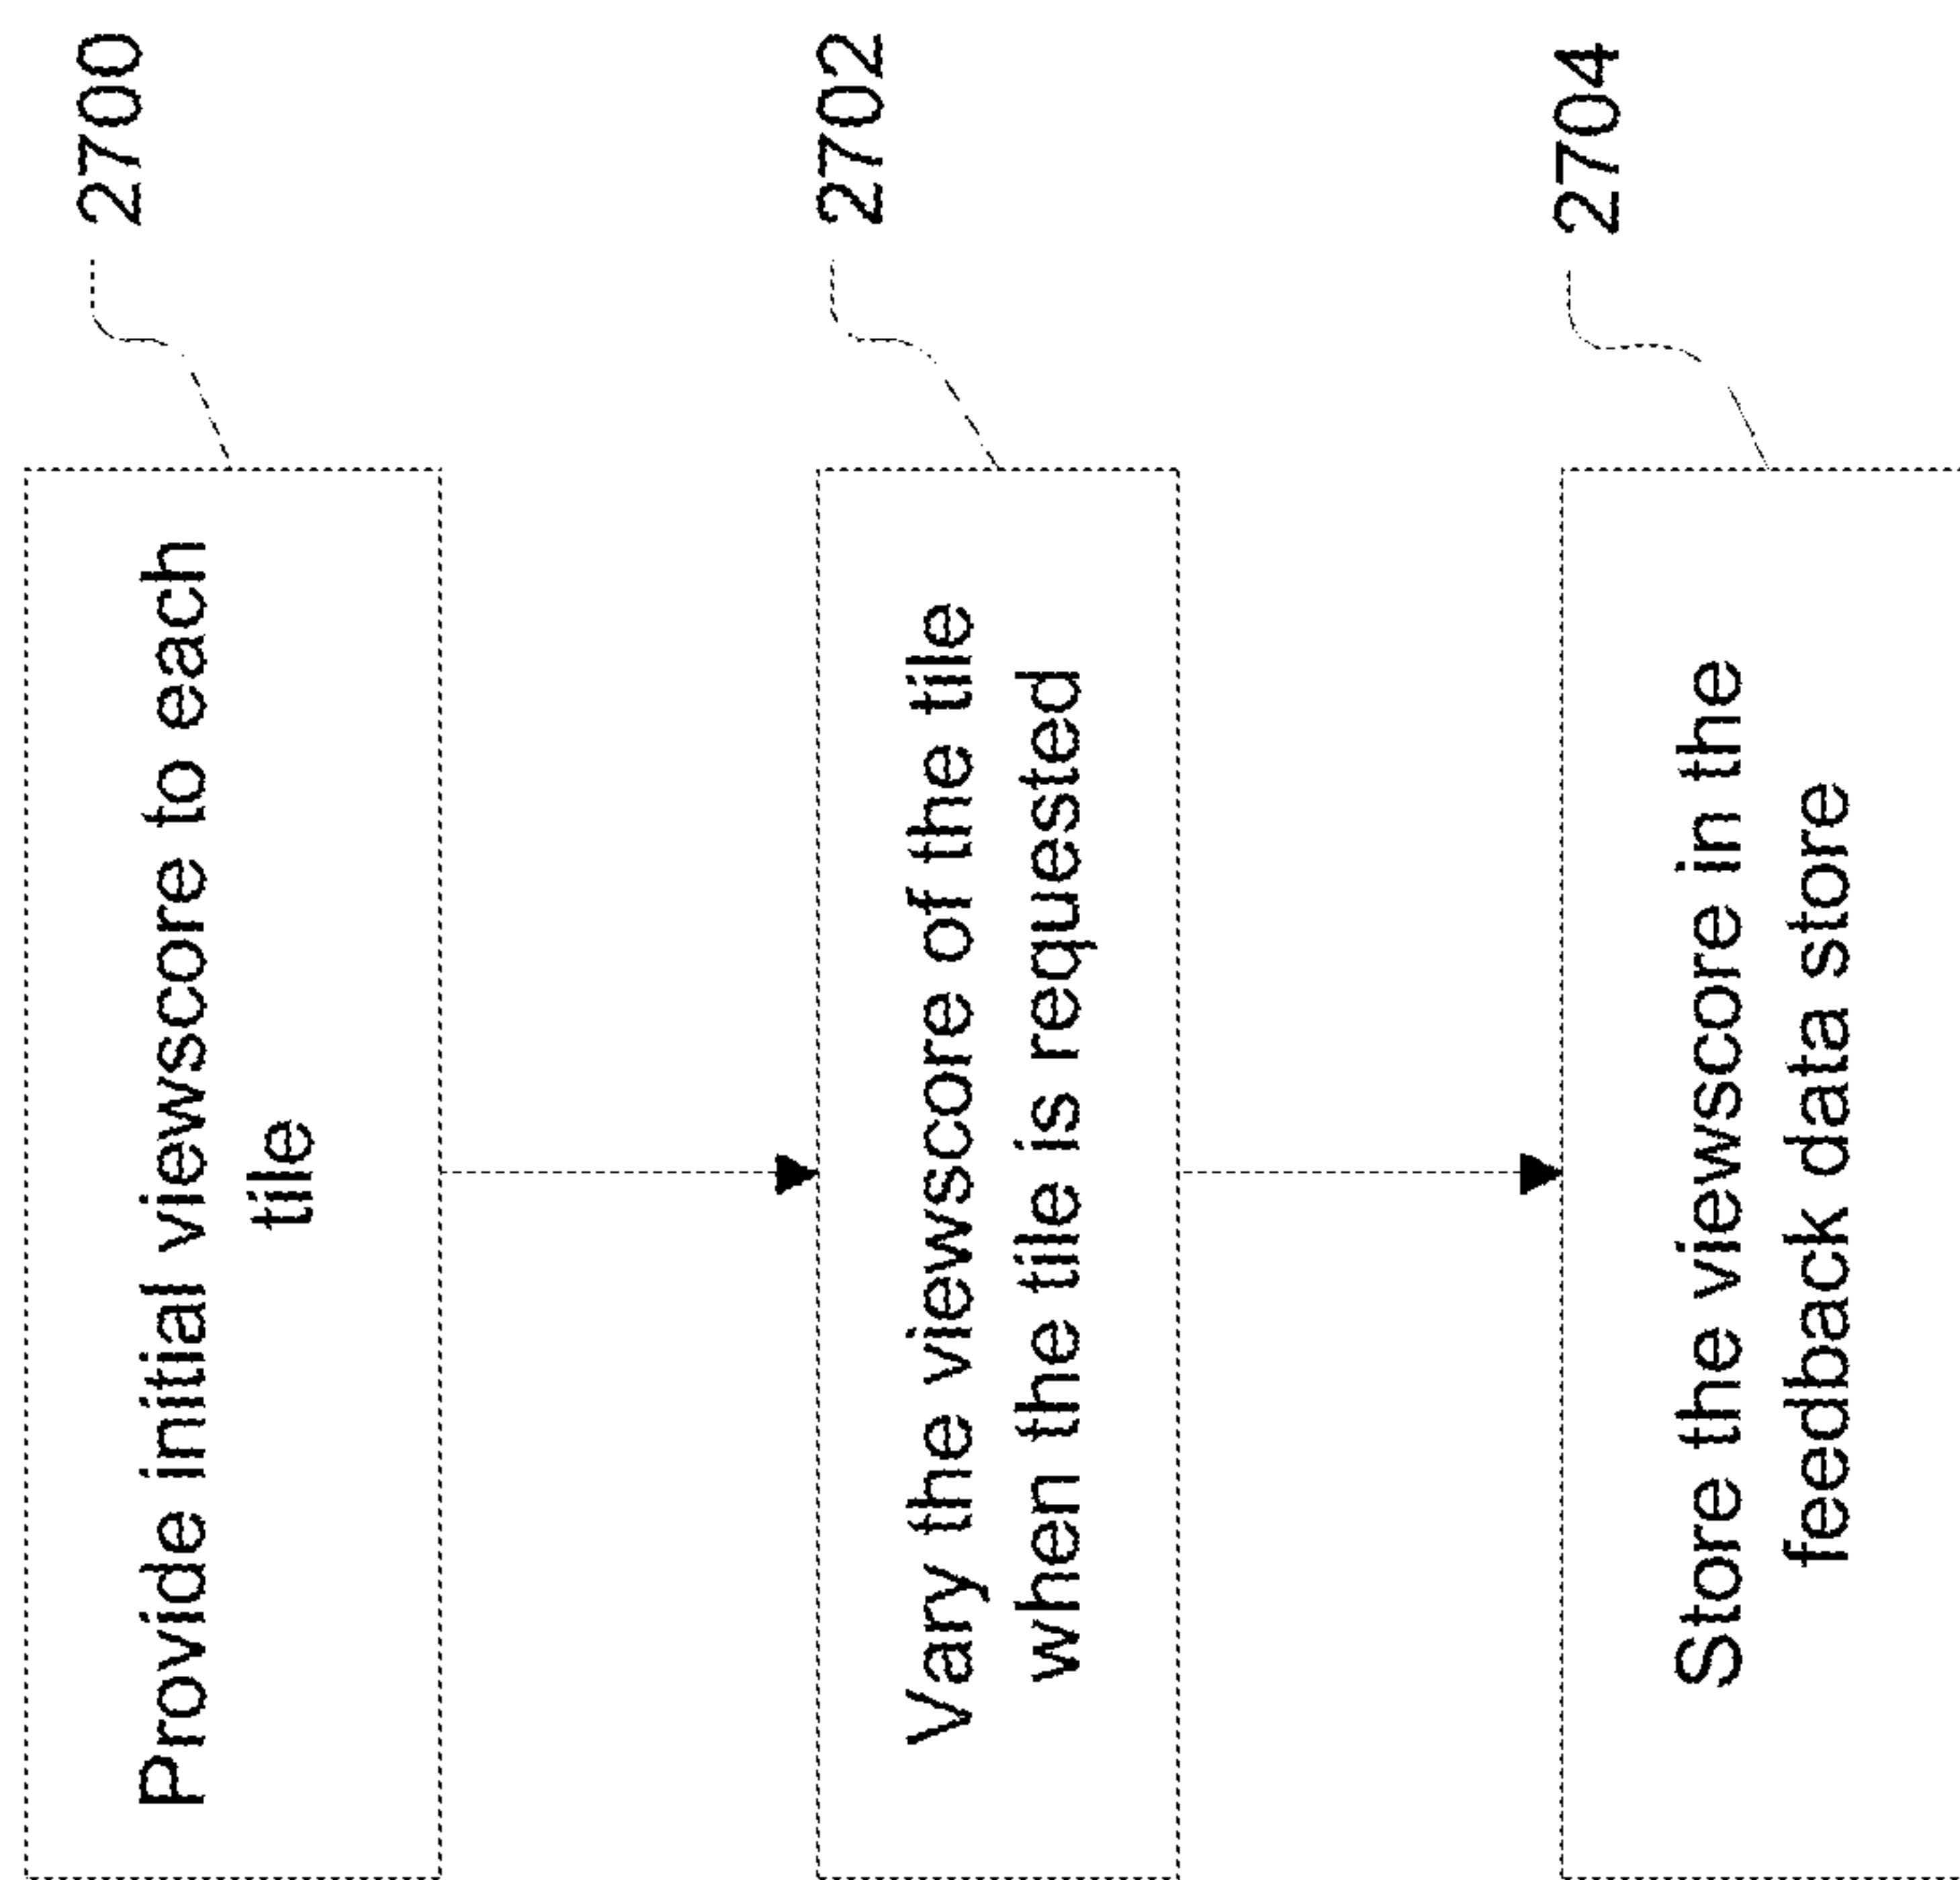 2700
Provide initial viewscore to each
tile
2702
Vary the viewscore of the tile
when the tile is requested
2704
Store the viewscore in the
feedback data store